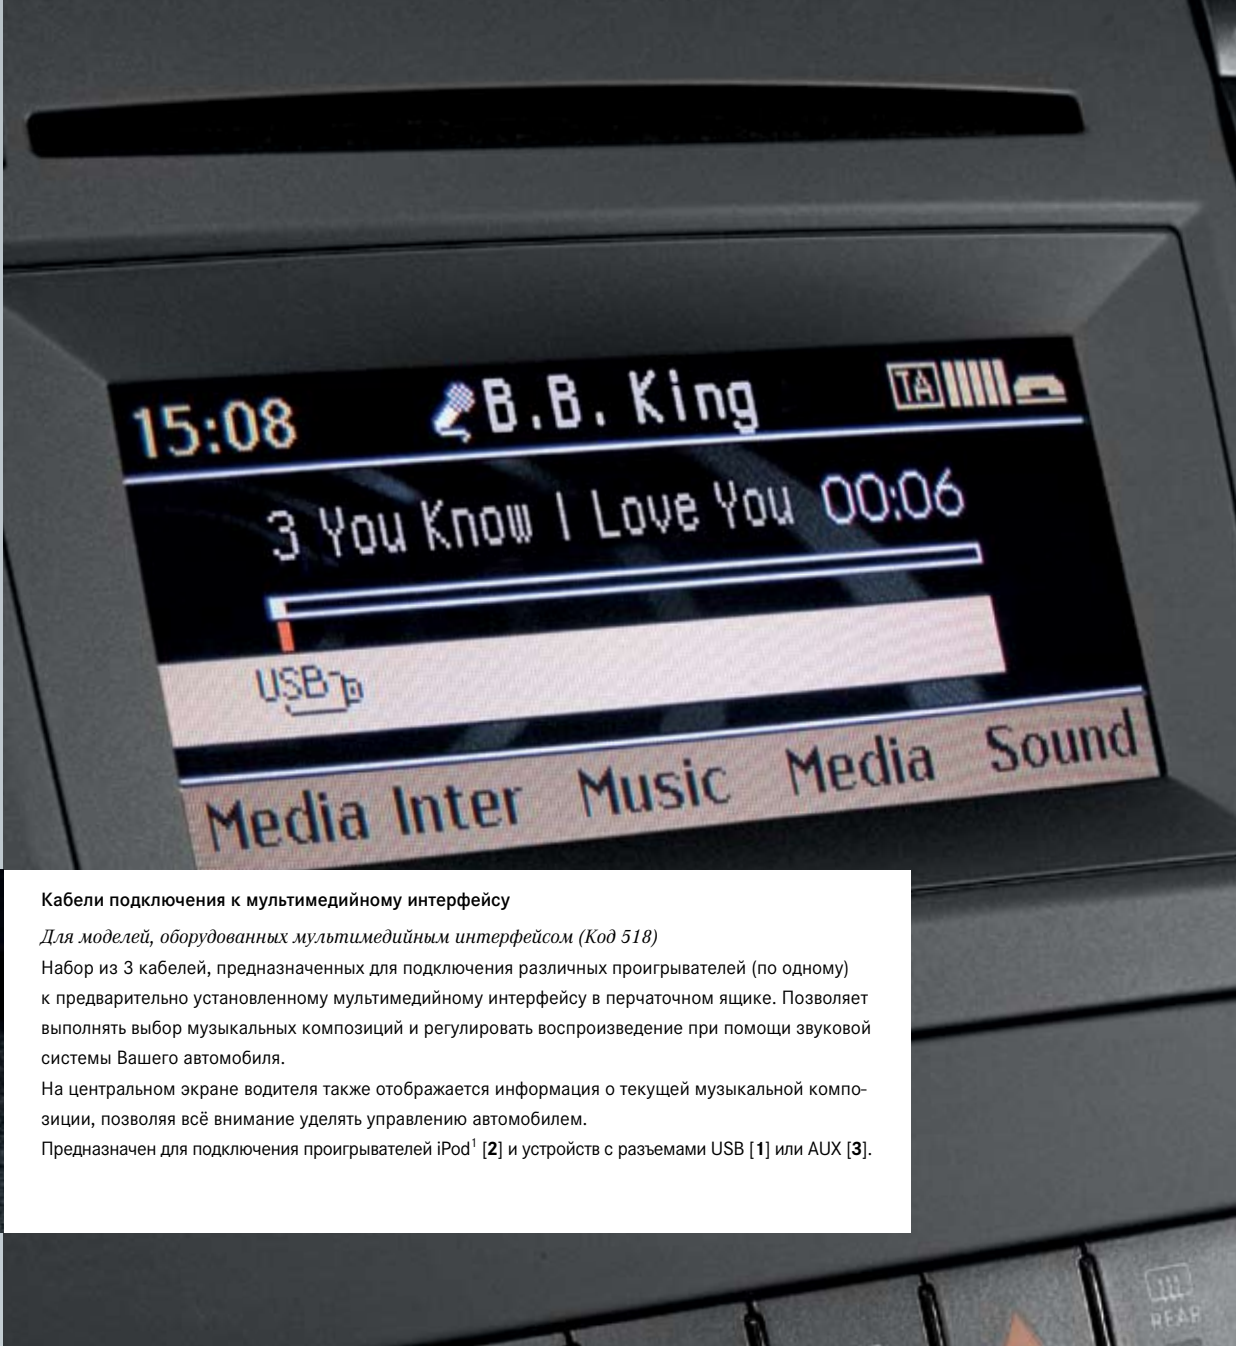 15:08 B.B. King TA
3 You Know I Love You 00:06
USB
Media Inter Music Media Sound
Кабели подключения к мультимедийному интерфейсу
Для моделей, оборудованных мультимедийным интерфейсом (Код 518)
Набор из 3 кабелей, предназначенных для подключения различных проигрывателей (по одному)
к предварительно установленному мультимедийному интерфейсу в перчаточном ящике. Позволяет
выполнять выбор музыкальных композиций и регулировать воспроизведение при помощи звуковой
системы Вашего автомобиля.
На центральном экране водителя также отображается информация о текущей музыкальной компо-
зиции, позволяя всё внимание уделять управлению автомобилем.
Предназначен для подключения проигрывателей iPod¹ [2] и устройств с разъемами USB [1] или AUX [3].
REAR